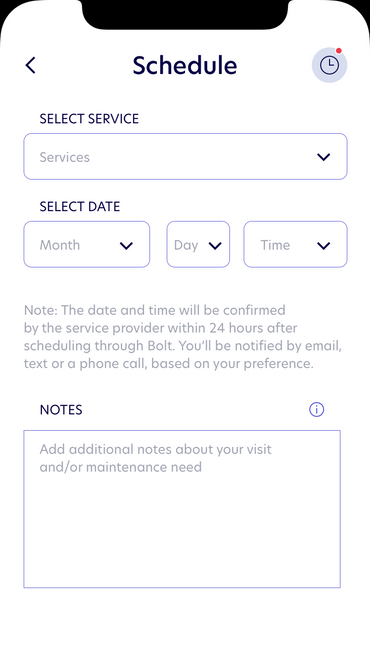 Schedule
SELECT SERVICE
Services
SELECT DATE
Month
Day
Time
Note: The date and time will be confirmed
by the service provider within 24 hours after
scheduling through Bolt. You'll be notified by email,
text or a phone call, based on your preference.
NOTES
Add additional notes about your visit
and/or maintenance need